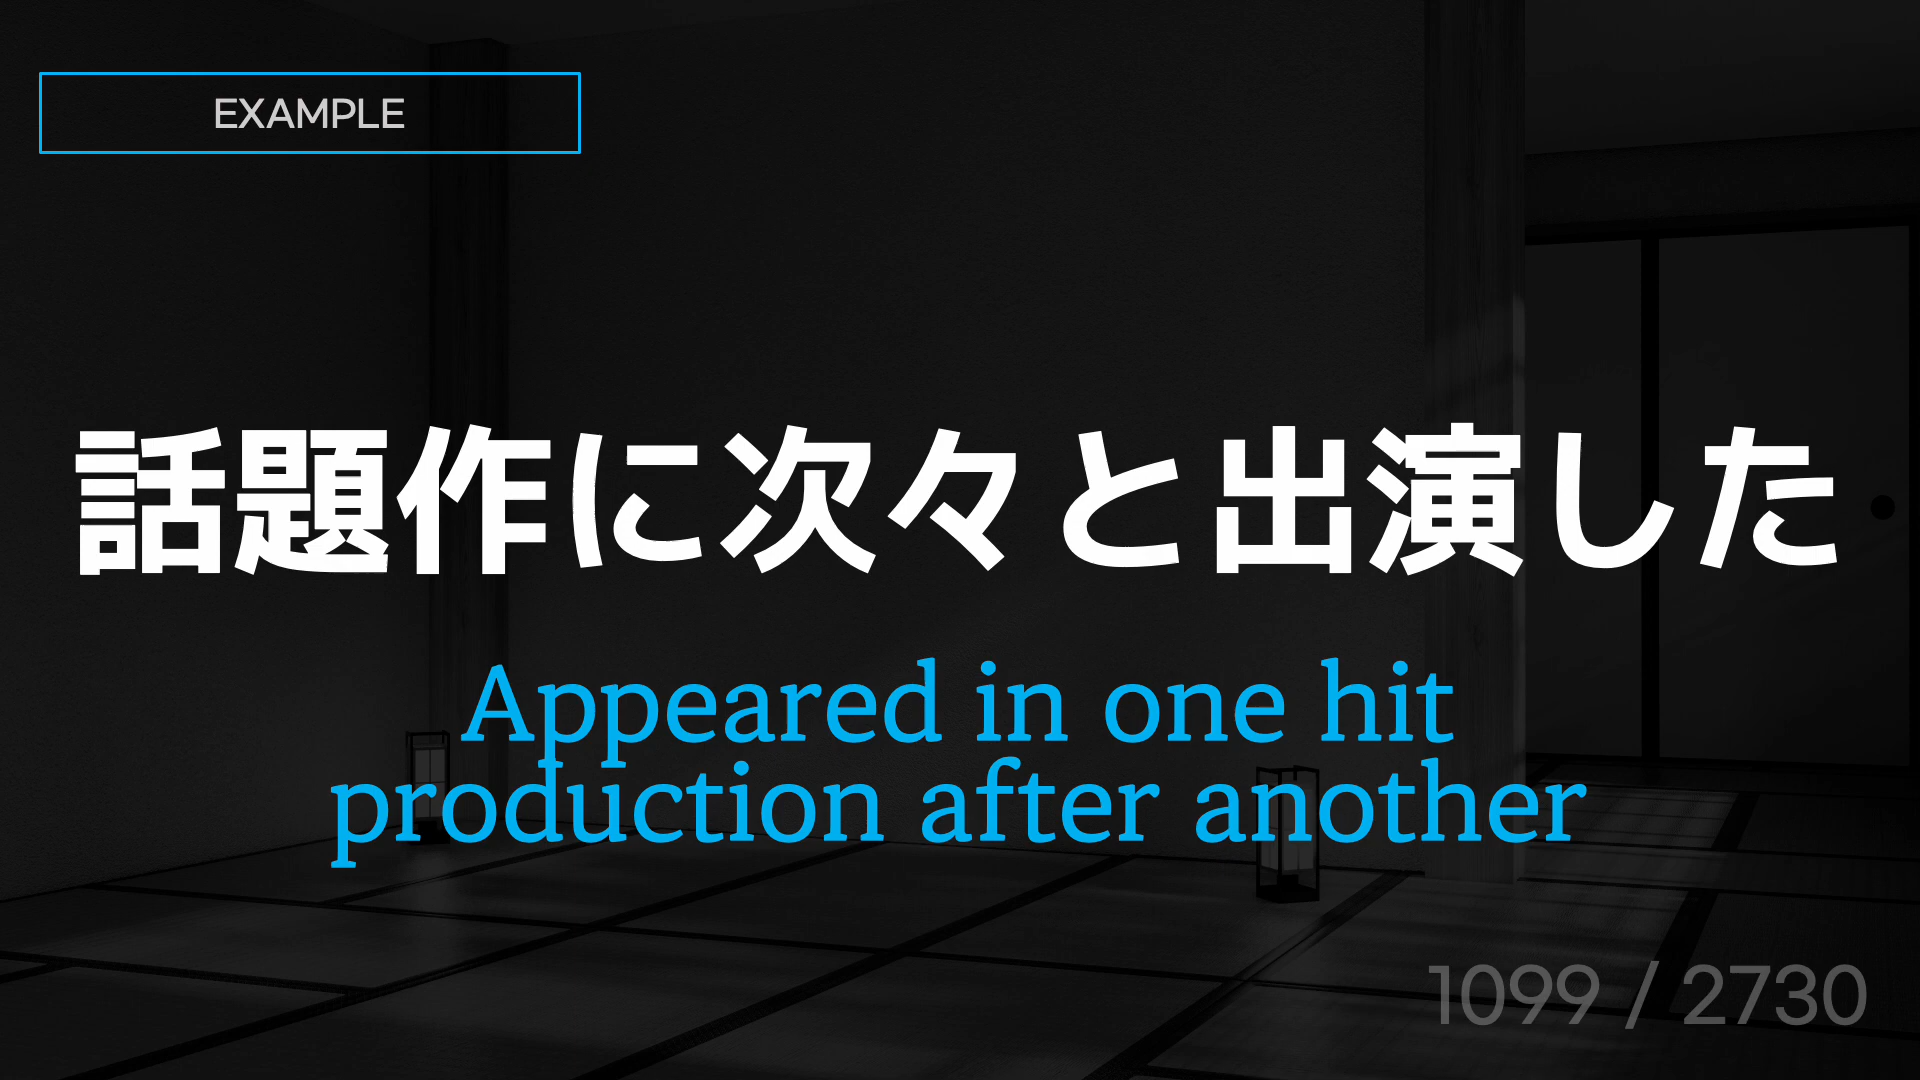 EXAMPLE
話題作に次々と出演した
Appeared in one hit
production after another
1099 / 2730